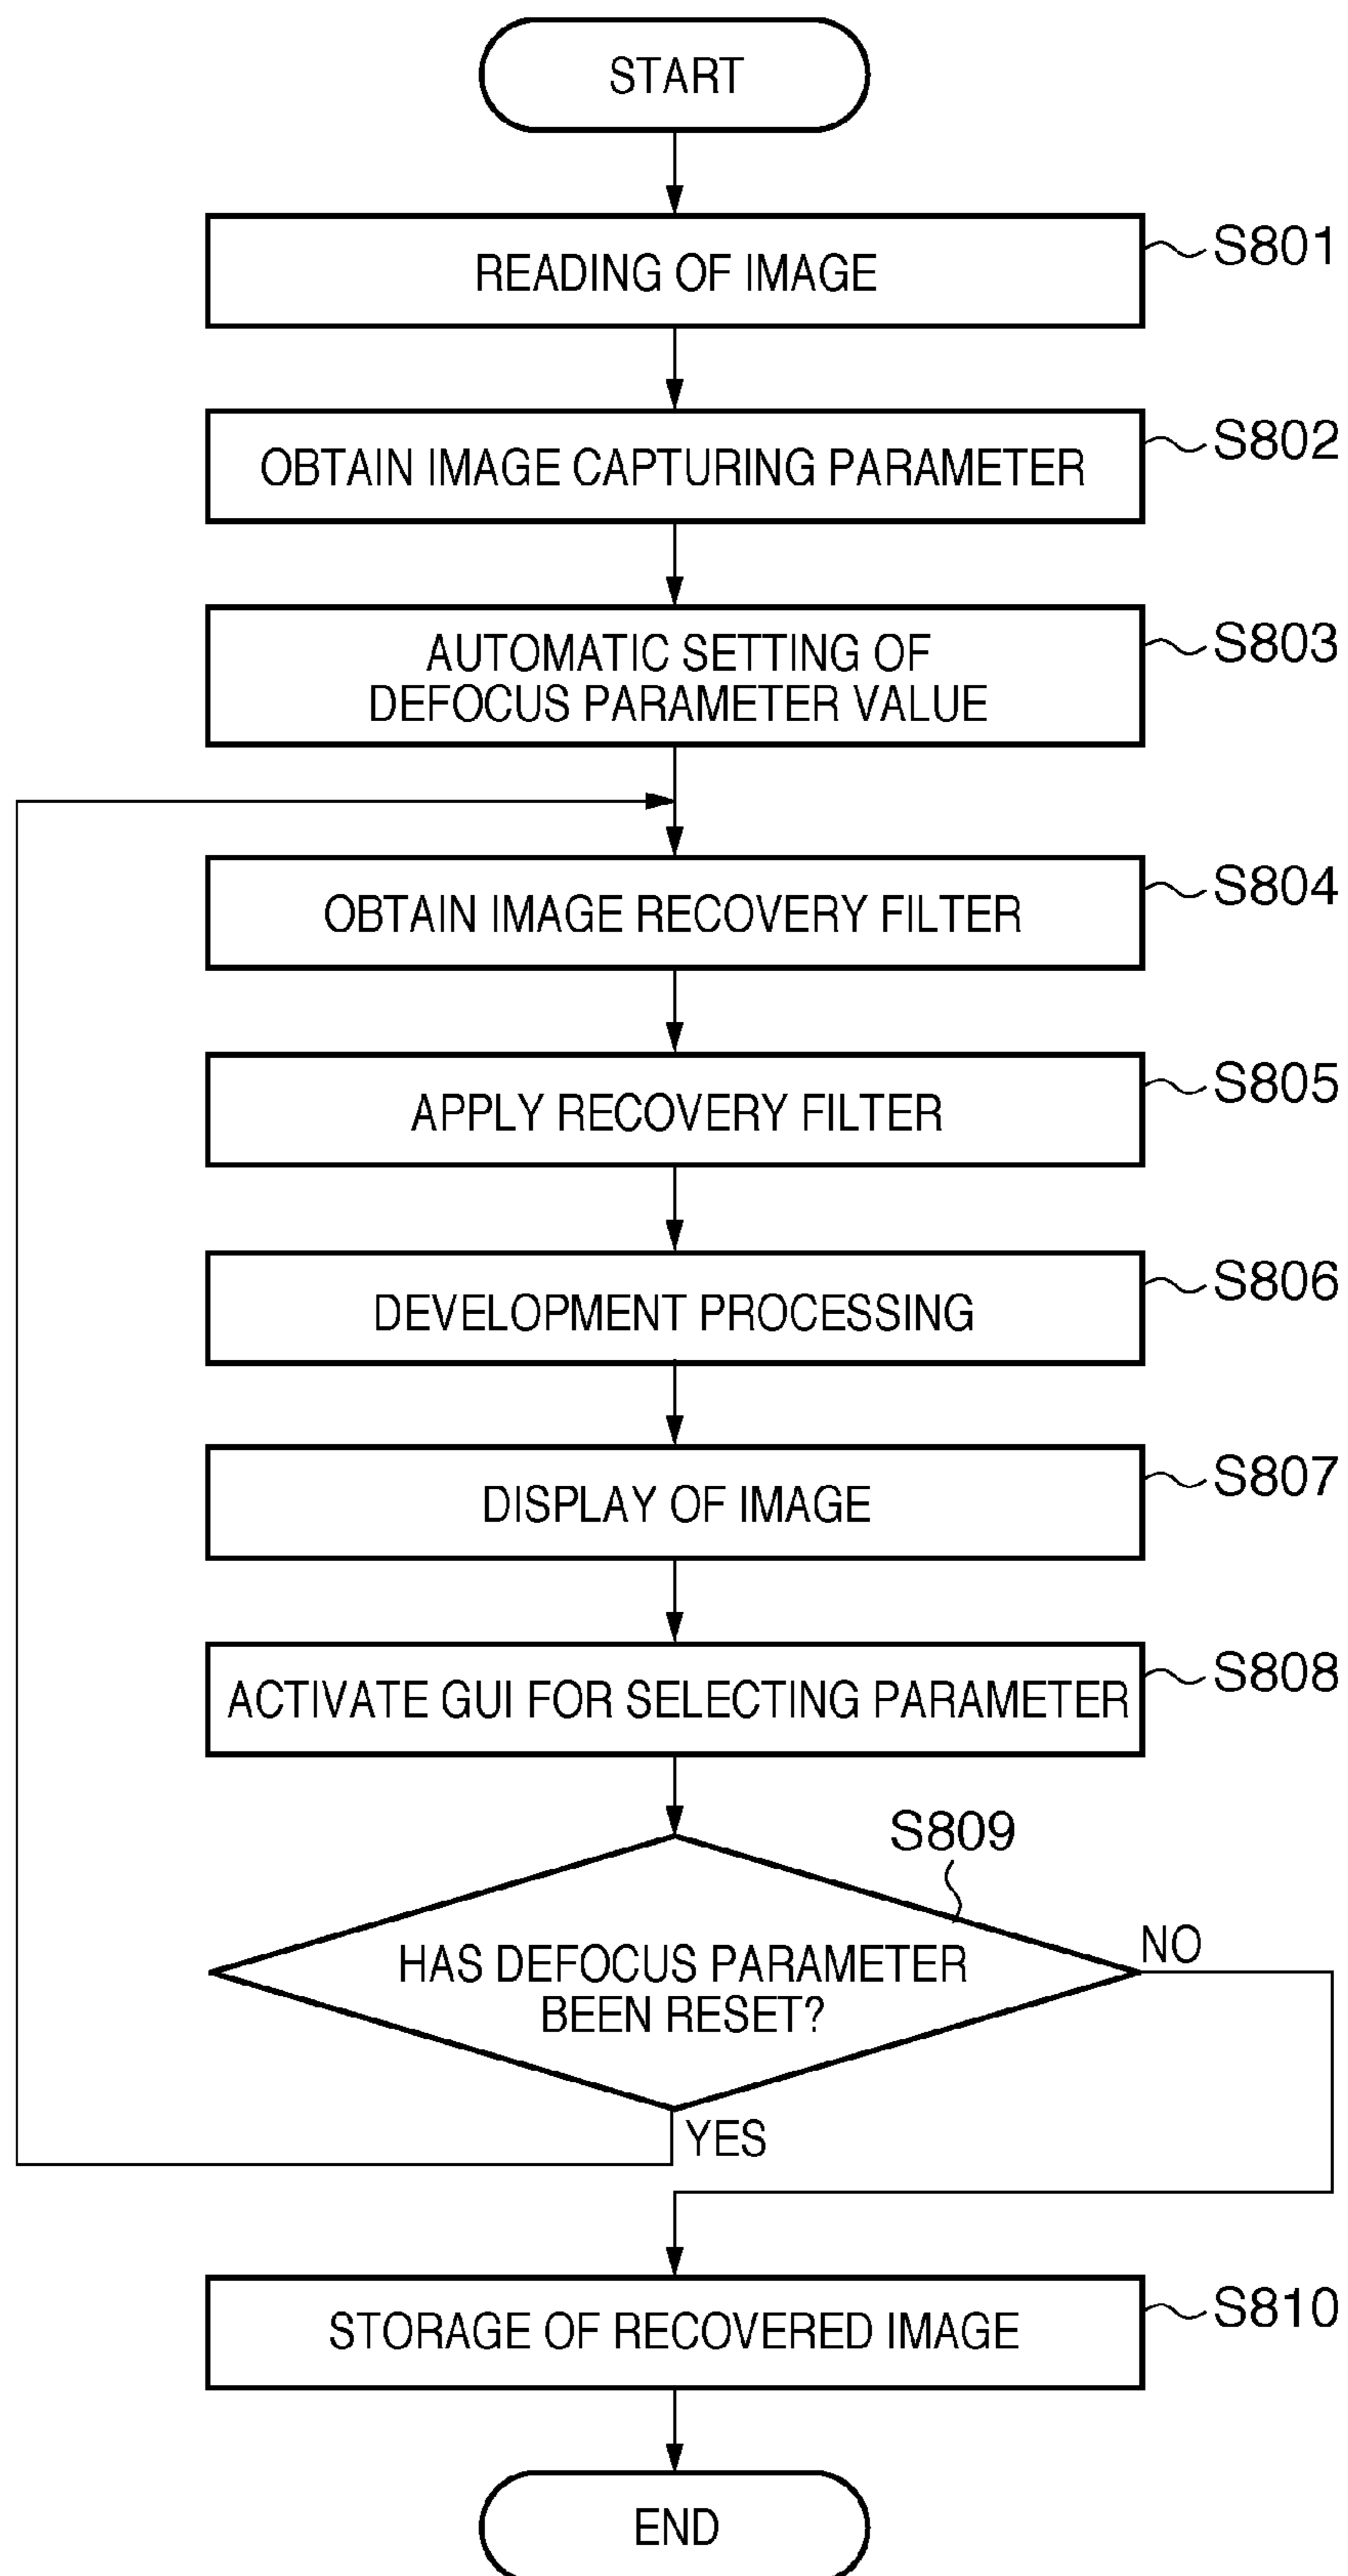 START
READING OF IMAGE
S801
OBTAIN IMAGE CAPTURING PARAMETER
S802
AUTOMATIC SETTING OF
DEFOCUS PARAMETER VALUE
S803
OBTAIN IMAGE RECOVERY FILTER
S804
APPLY RECOVERY FILTER
S805
DEVELOPMENT PROCESSING
S806
DISPLAY OF IMAGE
S807
ACTIVATE GUI FOR SELECTING PARAMETER
S808
S809
HAS DEFOCUS PARAMETER
BEEN RESET?
NO
YES
STORAGE OF RECOVERED IMAGE
S810
END